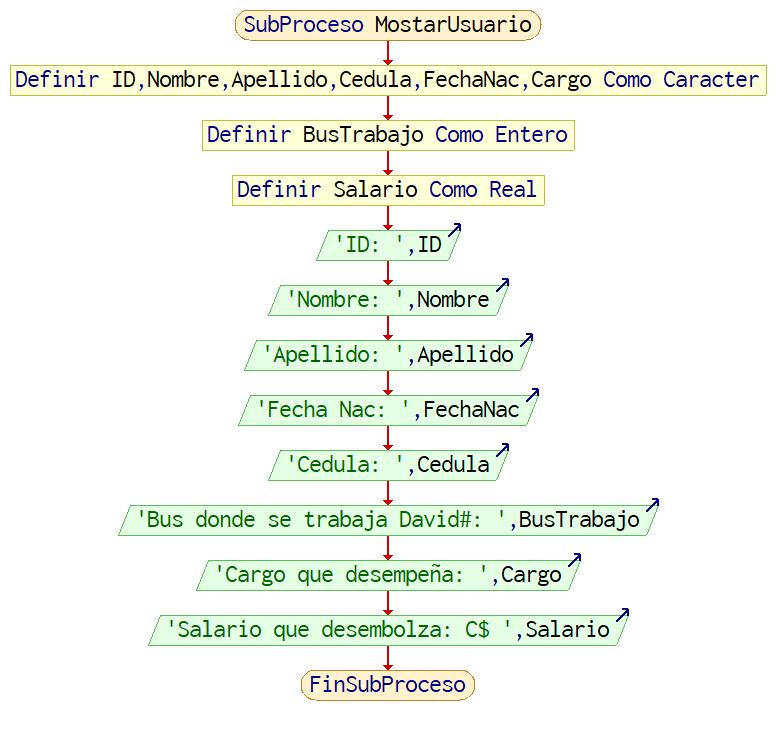 SubProceso MostarUsuario
Definir ID,Nombre,Apellido,Cedula,FechaNac,Cargo Como Caracter
Definir BusTrabajo Como Entero
Definir Salario Como Real
'ID: ',ID
'Nombre: ',Nombre
'Apellido: ',Apellido
'Fecha Nac: ',FechaNac
'Cedula: ',Cedula
'Bus donde se trabaja David#: ',BusTrabajo
'Cargo que desempeña: ',Cargo
'Salario que desembolza: C$ ',Salario
FinSubProceso